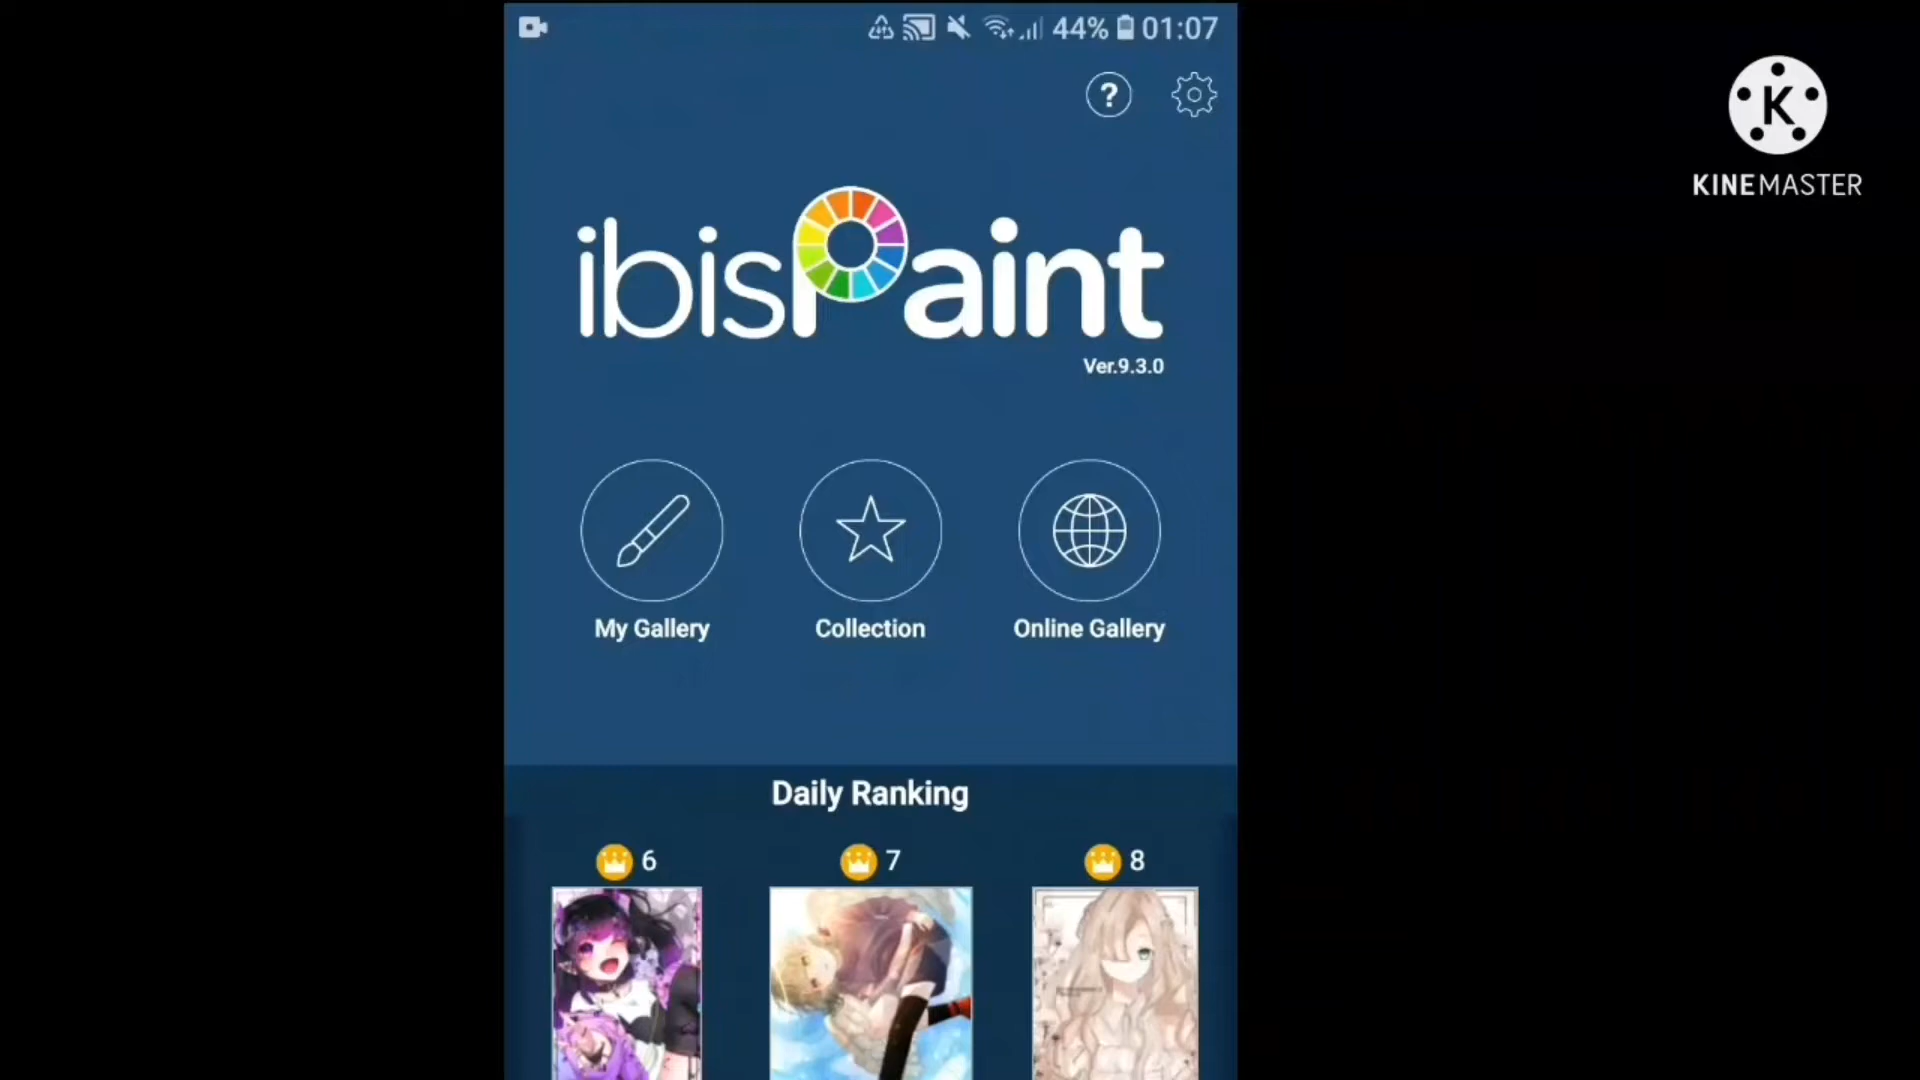 44% 01:07
?
K
KINEMASTER
ibisPaint
Ver.9.3.0
My Gallery Collection Online Gallery
Daily Ranking
6 7 8